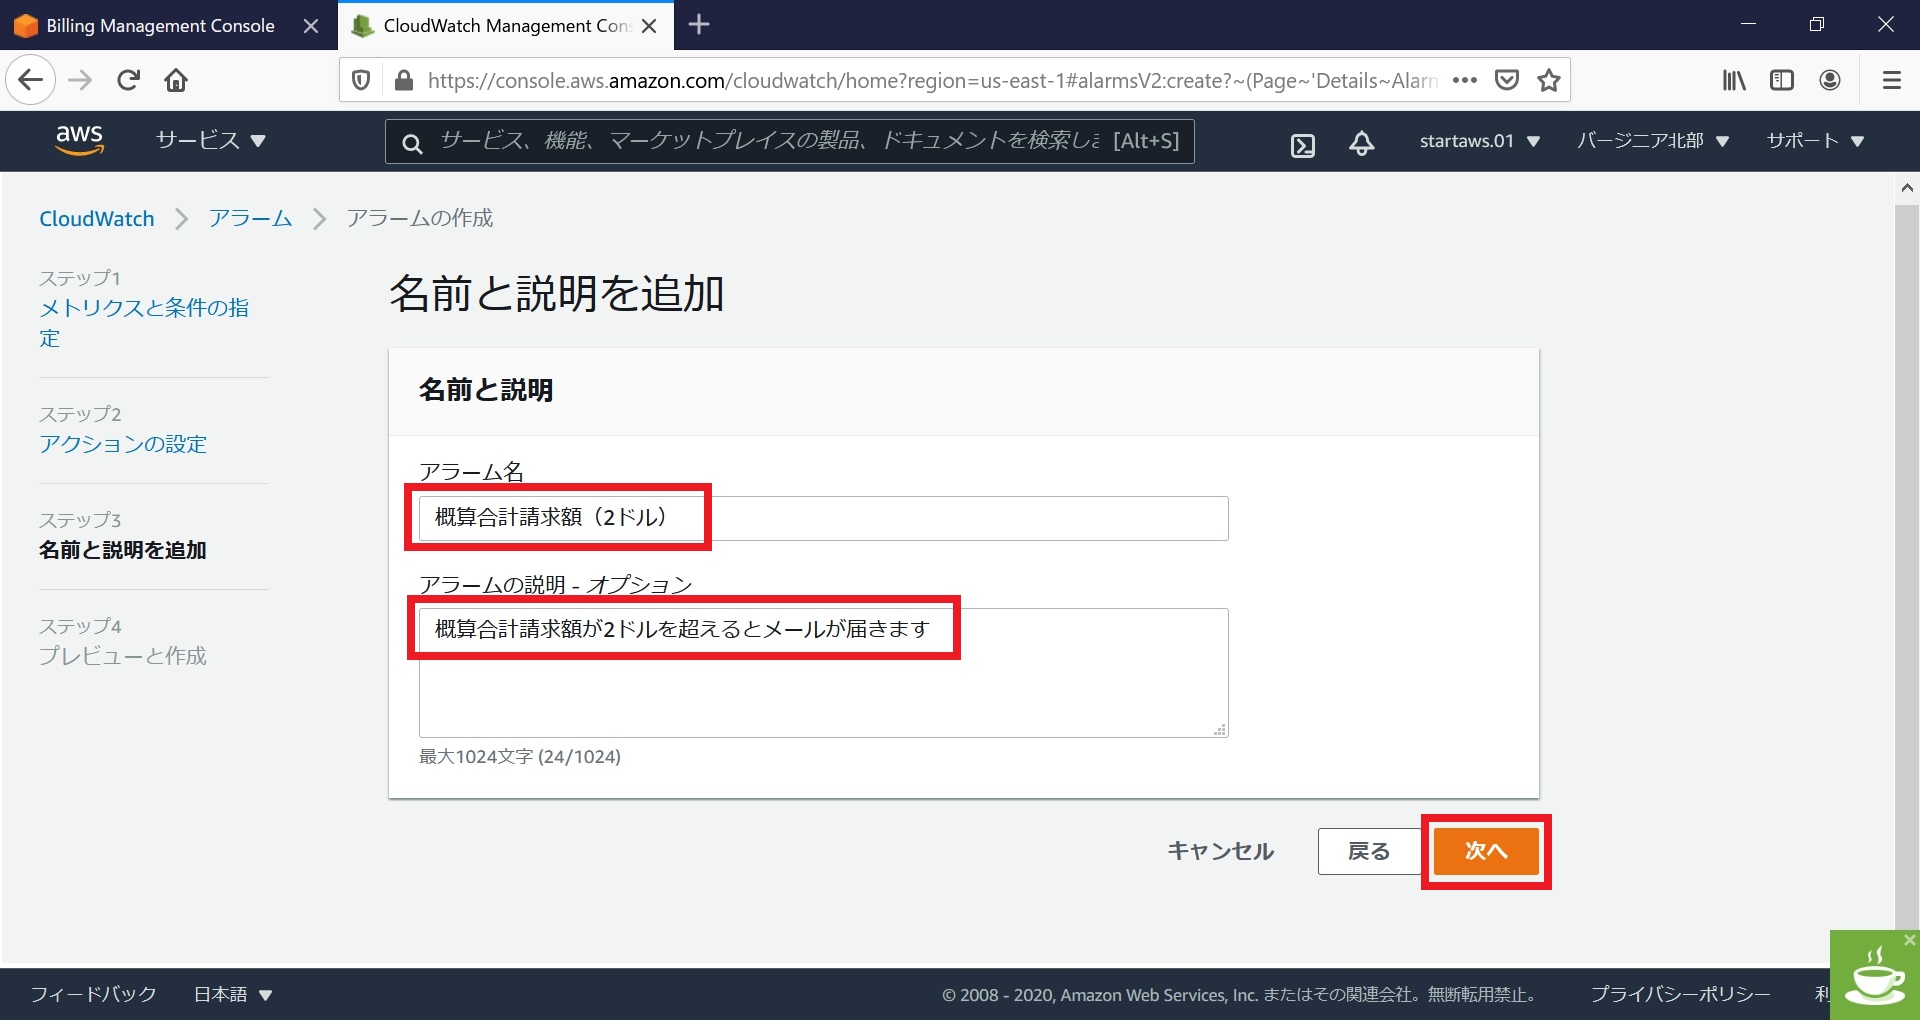 Billing Management Console
CloudWatch Management Cons
https://console.aws.amazon.com/cloudwatch/home?region=us-east-1#alarmsV2:create?~(Page~'Details~Alarm
aws
サービス
サービス、機能、マーケットプレイスの製品、ドキュメントを検索しま [Alt+S]
startaws.01
バージニア北部
サポート
CloudWatch
アラーム
アラームの作成
ステップ1
メトリクスと条件の指
定
ステップ2
アクションの設定
ステップ3
名前と説明を追加
ステップ4
プレビューと作成
名前と説明を追加
名前と説明
アラーム名
概算合計請求額（2ドル）
アラームの説明 - オプション
概算合計請求額が2ドルを超えるとメールが届きます
最大1024文字 (24/1024)
キャンセル
戻る
次へ
フィードバック
日本語
© 2008 - 2020, Amazon Web Services, Inc. またはその関連会社。無断転用禁止。
プライバシーポリシー
利